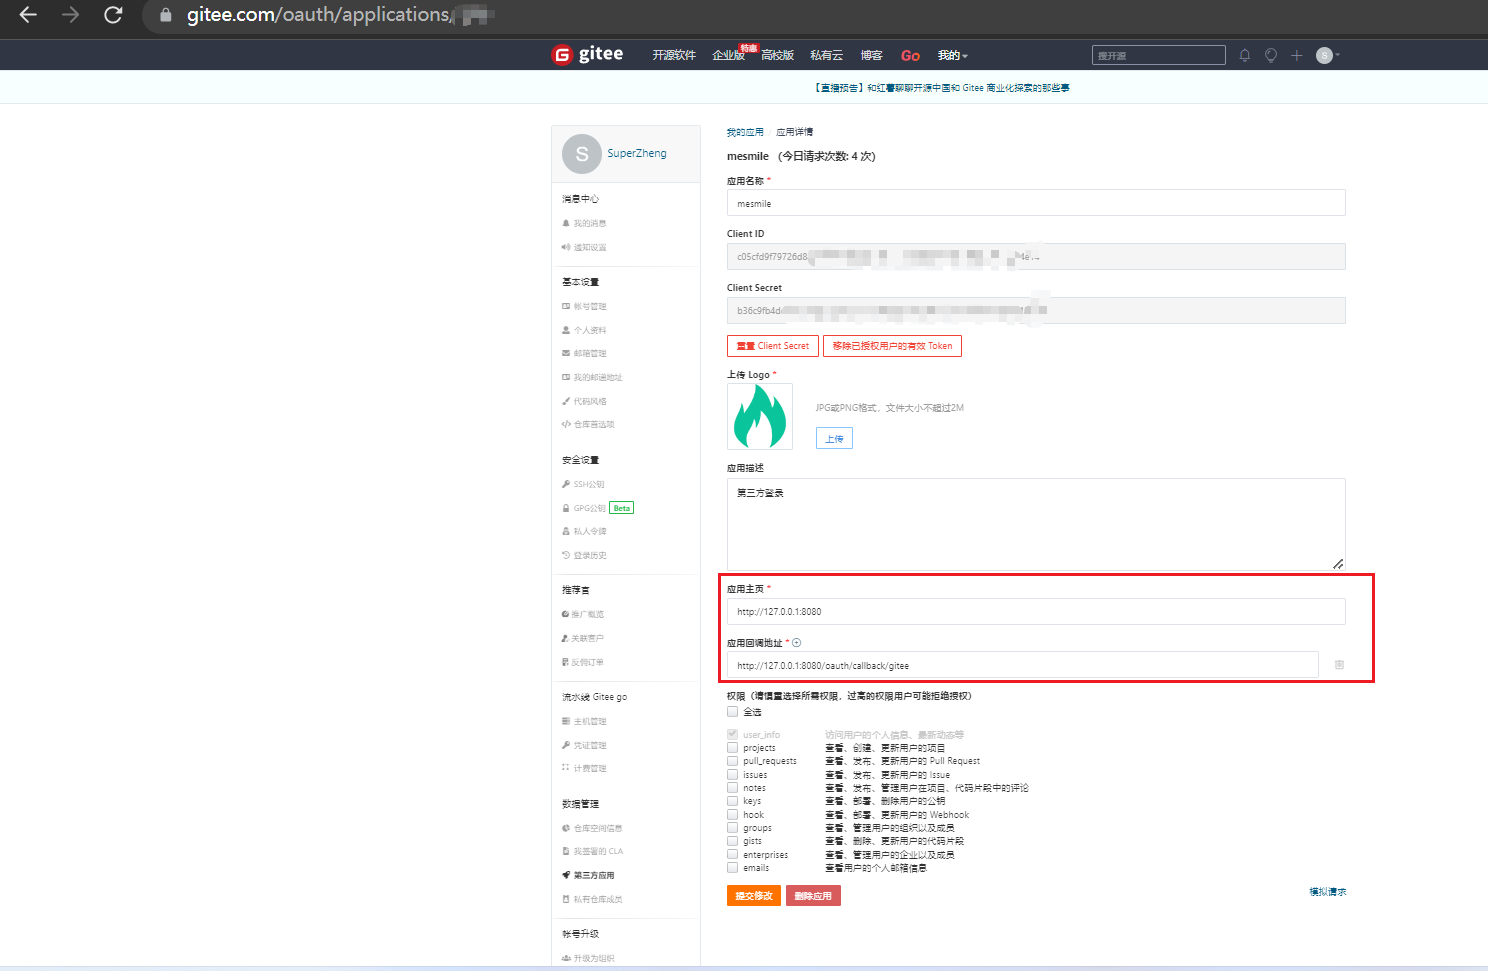 gitee.com/oauth/applications/
gitee
开源软件
企业版
特惠
高校版
私有云
博客
Go
我的
搜开源
S
【直播预告】和红薯聊聊开源中国和 Gitee 商业化探索的那些事
S
SuperZheng
消息中心
我的消息
通知设置
基本设置
帐号管理
个人资料
邮箱管理
我的邮递地址
代码风格
仓库首选项
安全设置
SSH公钥
GPG公钥 Beta
私人令牌
登录历史
推荐官
推广概览
关联客户
反佣订单
流水线 Gitee go
主机管理
凭证管理
计费管理
数据管理
仓库空间信息
我签署的 CLA
第三方应用
私有仓库成员
帐号升级
升级为组织
我的应用 / 应用详情
mesmile （今日请求次数: 4 次）
应用名称 *
mesmile
Client ID
c05cfd9f79726d8
Client Secret
b36c9fb4d
重置 Client Secret
移除已授权用户的有效 Token
上传 Logo *
JPG或PNG格式，文件大小不超过2M
上传
应用描述
第三方登录
应用主页 *
http://127.0.0.1:8080
应用回调地址 *
http://127.0.0.1:8080/oauth/callback/gitee
权限（请慎重选择所需权限，过高的权限用户可能拒绝授权）
全选
user_info 访问用户的个人信息、最新动态等
projects 查看、创建、更新用户的项目
pull_requests 查看、发布、更新用户的 Pull Request
issues 查看、发布、更新用户的 Issue
notes 查看、发布、管理用户在项目、代码片段中的评论
keys 查看、部署、删除用户的公钥
hook 查看、部署、更新用户的 Webhook
groups 查看、管理用户的组织以及成员
gists 查看、删除、更新用户的代码片段
enterprises 查看、管理用户的企业以及成员
emails 查看用户的个人邮箱信息
提交修改
删除应用
模拟请求